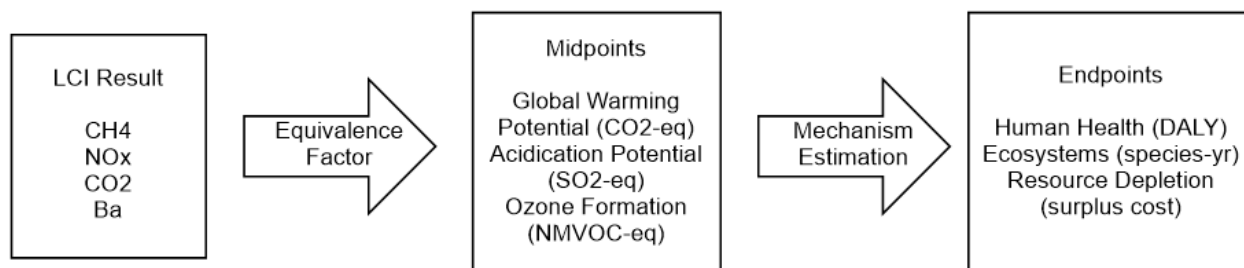 LCI Result
CH4
NOx
CO2
Ba
Equivalence
Factor
Midpoints
Global Warming
Potential (CO2-eq)
Acidication Potential
(SO2-eq)
Ozone Formation
(NMVOC-eq)
Mechanism
Estimation
Endpoints
Human Health (DALY)
Ecosystems (species-yr)
Resource Depletion
(surplus cost)